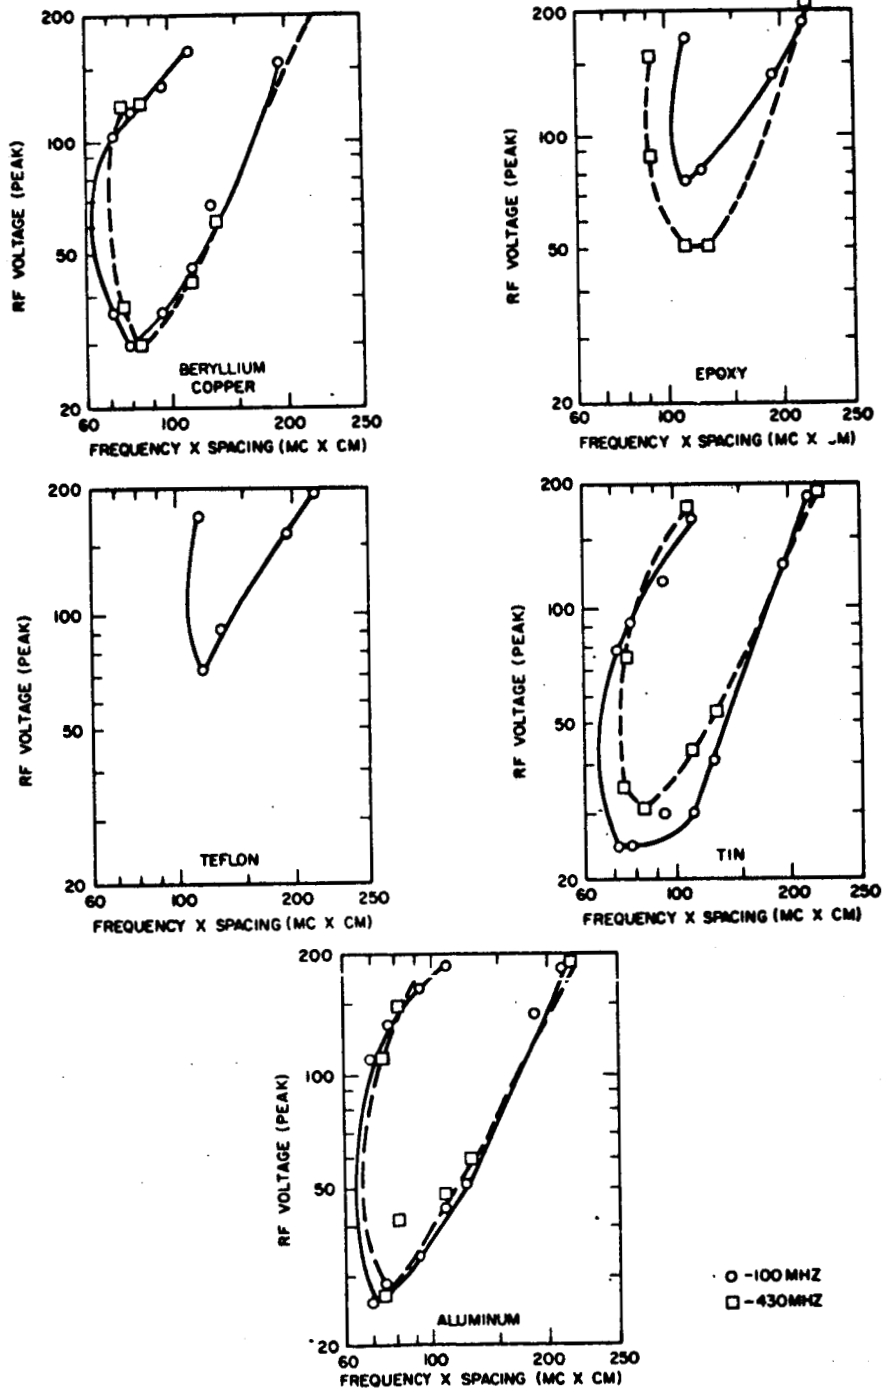 200
100
50
20
RF VOLTAGE (PEAK)
BERYLLIUM
COPPER
60 100 200 250
FREQUENCY X SPACING (MC X CM)
200
100
50
20
RF VOLTAGE (PEAK)
EPOXY
60 100 200 250
FREQUENCY X SPACING (MC X M)
200
100
50
20
RF VOLTAGE (PEAK)
TEFLON
60 100 200 250
FREQUENCY X SPACING (MC X CM)
200
100
50
20
RF VOLTAGE (PEAK)
TIN
60 100 200 250
FREQUENCY X SPACING (MC X CM)
200
100
50
20
RF VOLTAGE (PEAK)
ALUMINUM
60 100 200 250
FREQUENCY X SPACING (MC X CM)
-100 MHZ
-430 MHZ